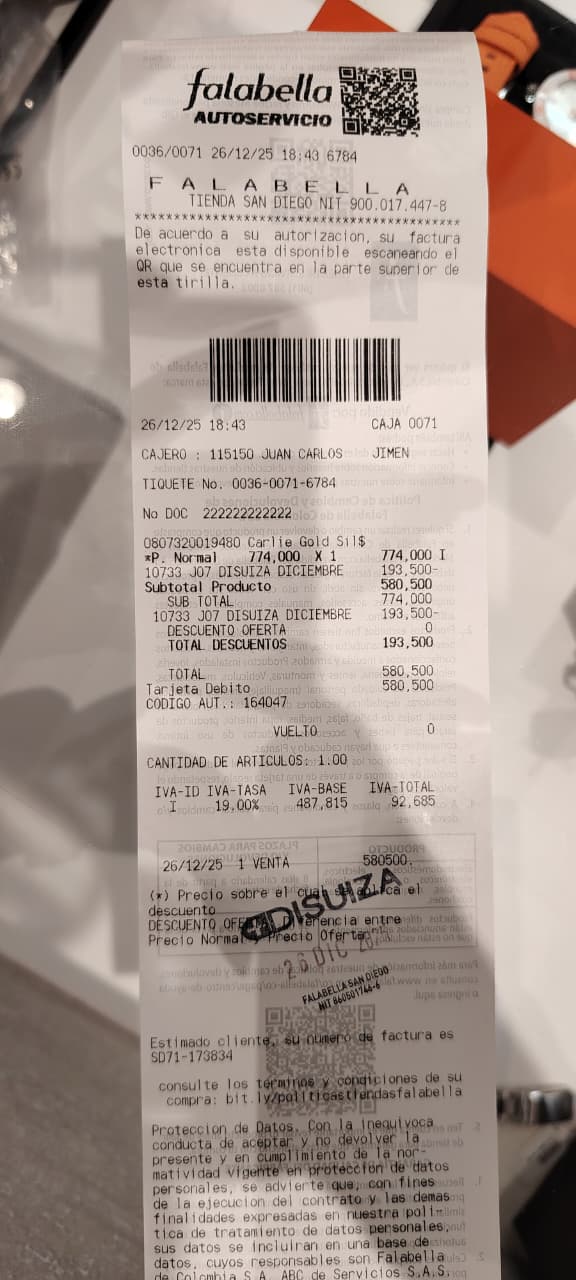 falabella
AUTOSERVICIO
0036/0071 26/12/25 18:43 6784
F A L A B E L L A
TIENDA SAN DIEGO NIT 900.017.447-8
****************************************
De acuerdo a su autorizacion, su factura
electronica esta disponible escaneando el
QR que se encuentra en la parte superior de
esta tirilla.
26/12/25 18:43 CAJA 0071
CAJERO : 115150 JUAN CARLOS JIMEN
TIQUETE No. 0036-0071-6784
No DOC 222222222222
0807320019480 Carlie Gold Sil$
*P. Normal 774,000 X 1 774,000 I
10733 J07 DISUIZA DICIEMBRE 193,500-
Subtotal Producto 580,500
SUB TOTAL 774,000
10733 J07 DISUIZA DICIEMBRE 193,500-
DESCUENTO OFERTA 0
TOTAL DESCUENTOS 193,500
TOTAL 580,500
Tarjeta Debito 580,500
CODIGO AUT.: 164047
VUELTO 0
CANTIDAD DE ARTICULOS: 1.00
IVA-ID IVA-TASA IVA-BASE IVA-TOTAL
I 19,00% 487,815 92,685
26/12/25 1 VENTA 580500.
(*) Precio sobre el cual se aplica el
descuento
DESCUENTO OFERTA Diferencia entre
Precio Normal y Precio Oferta
DISUIZA
26 DIC
FALABELLA SAN DIEGO
NIT 860501744-6
Estimado cliente, su numero de factura es
SD71-173834
consulte los terminos y condiciones de su
compra: bit.ly/politicastiendasfalabella
Proteccion de Datos. Con la inequivoca
conducta de aceptar y no devolver la
presente y en cumplimiento de la nor-
matividad vigente en proteccion de datos
personales, se advierte que, con fines
de la ejecucion del contrato y las demas
finalidades expresadas en nuestra poli-
tica de tratamiento de datos personales,
sus datos se incluiran en una base de
datos, cuyos responsables son Falabella
de Colombia S.A. ABC de Servicios S.A.S.